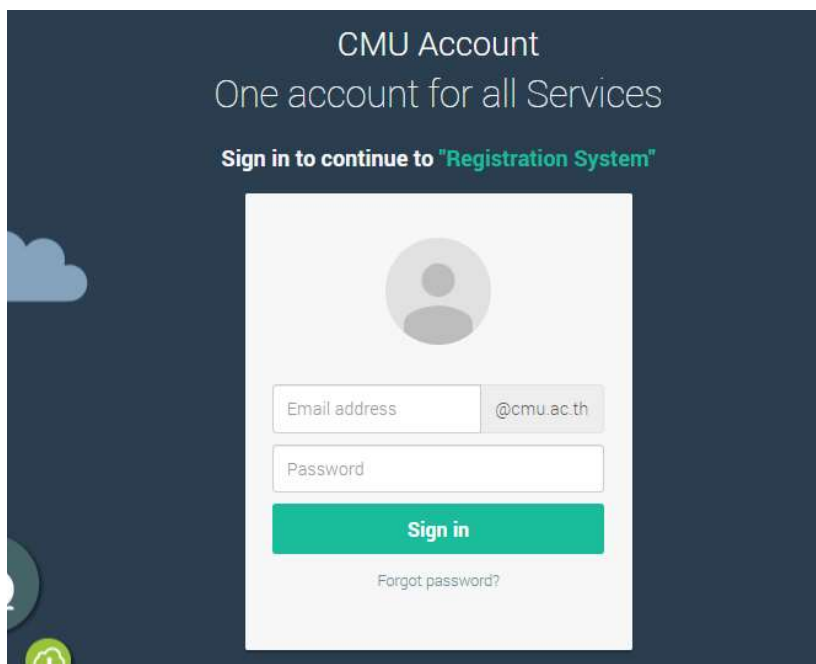 CMU Account
One account for all Services
Sign in to continue to "Registration System"
Email address @cmu.ac.th
Password
Sign in
Forgot password?